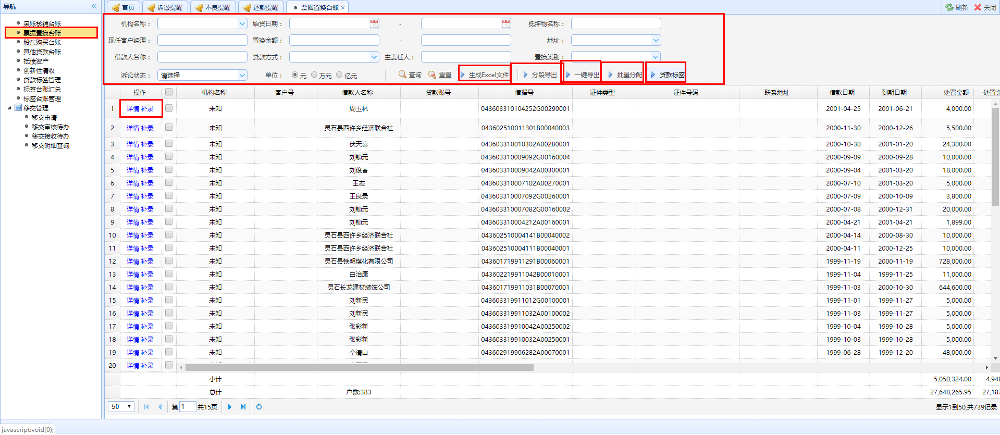 导航
首页 诉讼提醒 不良提醒 还款提醒 票据置换台账 ×
刷新 关闭
呆账核销台账
票据置换台账
股东购买台账
其他贷款台账
抵债资产
创新性清收
贷款标签管理
标签台账汇总
标签台账管理
移交管理
移交申请
移交审核待办
移交接收待办
移交明细查询
机构名称： 始贷日期： - 抵押物名称：
现任客户经理： 置换余额： - 地址：
借款人名称： 贷款方式： 主责任人： 置换类别：
诉讼状态： 请选择 单位： 元 万元 亿元 查询 重置 生成Excel文件 分段导出 一键导出 批量分配 贷款标签
操作 机构名称 客户号 借款人名称 贷款账号 借据号 证件类型 证件号码 联系地址 借款日期 到期日期 处置金额 处置金
1 详情 补录 未知 周玉林 043603310104252G00290001 2001-04-25 2001-06-21 4,000.00
2 详情 补录 未知 灵石县西许乡经济联合社 043602510011301B00040003 2000-11-30 2000-12-26 5,500.00
3 详情 补录 未知 伏天喜 043603310010302A00280001 2000-10-30 2001-01-20 24,300.00
4 详情 补录 未知 刘锁元 043603310009092G00160004 2000-09-09 2000-09-28 10,000.00
5 详情 补录 未知 刘俊香 043603310009042A00300001 2000-09-04 2001-03-20 18,000.00
6 详情 补录 未知 王宏 043603310007102A00270001 2000-07-10 2001-03-20 5,000.00
7 详情 补录 未知 王良录 043603310007092G00260001 2000-07-09 2000-10-09 3,800.00
8 详情 补录 未知 刘锁元 043603310007082G00160002 2000-07-08 2000-12-31 20,000.00
9 详情 补录 未知 刘锁元 043603310004212A00160001 2000-04-21 2001-04-21 1,899.00
10 详情 补录 未知 灵石县西许乡经济联合社 043602510004141B00040002 2000-04-14 2000-08-30 10,000.00
11 详情 补录 未知 灵石县西许乡经济联合社 043602510004111B00040001 2000-04-11 2000-12-25 10,000.00
12 详情 补录 未知 灵石县铁明煤化有限公司 043601719911291B00060001 1999-11-19 2000-11-19 728,000.00
13 详情 补录 未知 白治康 043602219911042B00010001 1999-11-04 1999-11-25 11,000.00
14 详情 补录 未知 灵石长龙建材装饰公司 043601719911031B00070001 1999-11-03 2000-10-30 644,600.00
15 详情 补录 未知 刘新民 043603319911012G00100001 1999-11-01 1999-11-27 5,000.00
16 详情 补录 未知 刘新民 043603319911032A00100002 1999-11-03 1999-11-27 5,000.00
17 详情 补录 未知 张彩新 043603319910042A00250002 1999-10-04 1999-10-28 5,000.00
18 详情 补录 未知 张彩新 043603319910032A00250001 1999-10-03 1999-10-28 5,000.00
19 详情 补录 未知 仝清山 043602919906282A00070001 1999-06-28 1999-12-20 48,000.00
20 详情 补录
小计 5,050,324.00 4,948
总计 户数:383 27,648,265.95 27,187
50 第 1 共15页 显示1到50,共739记录
javascript:void(0);